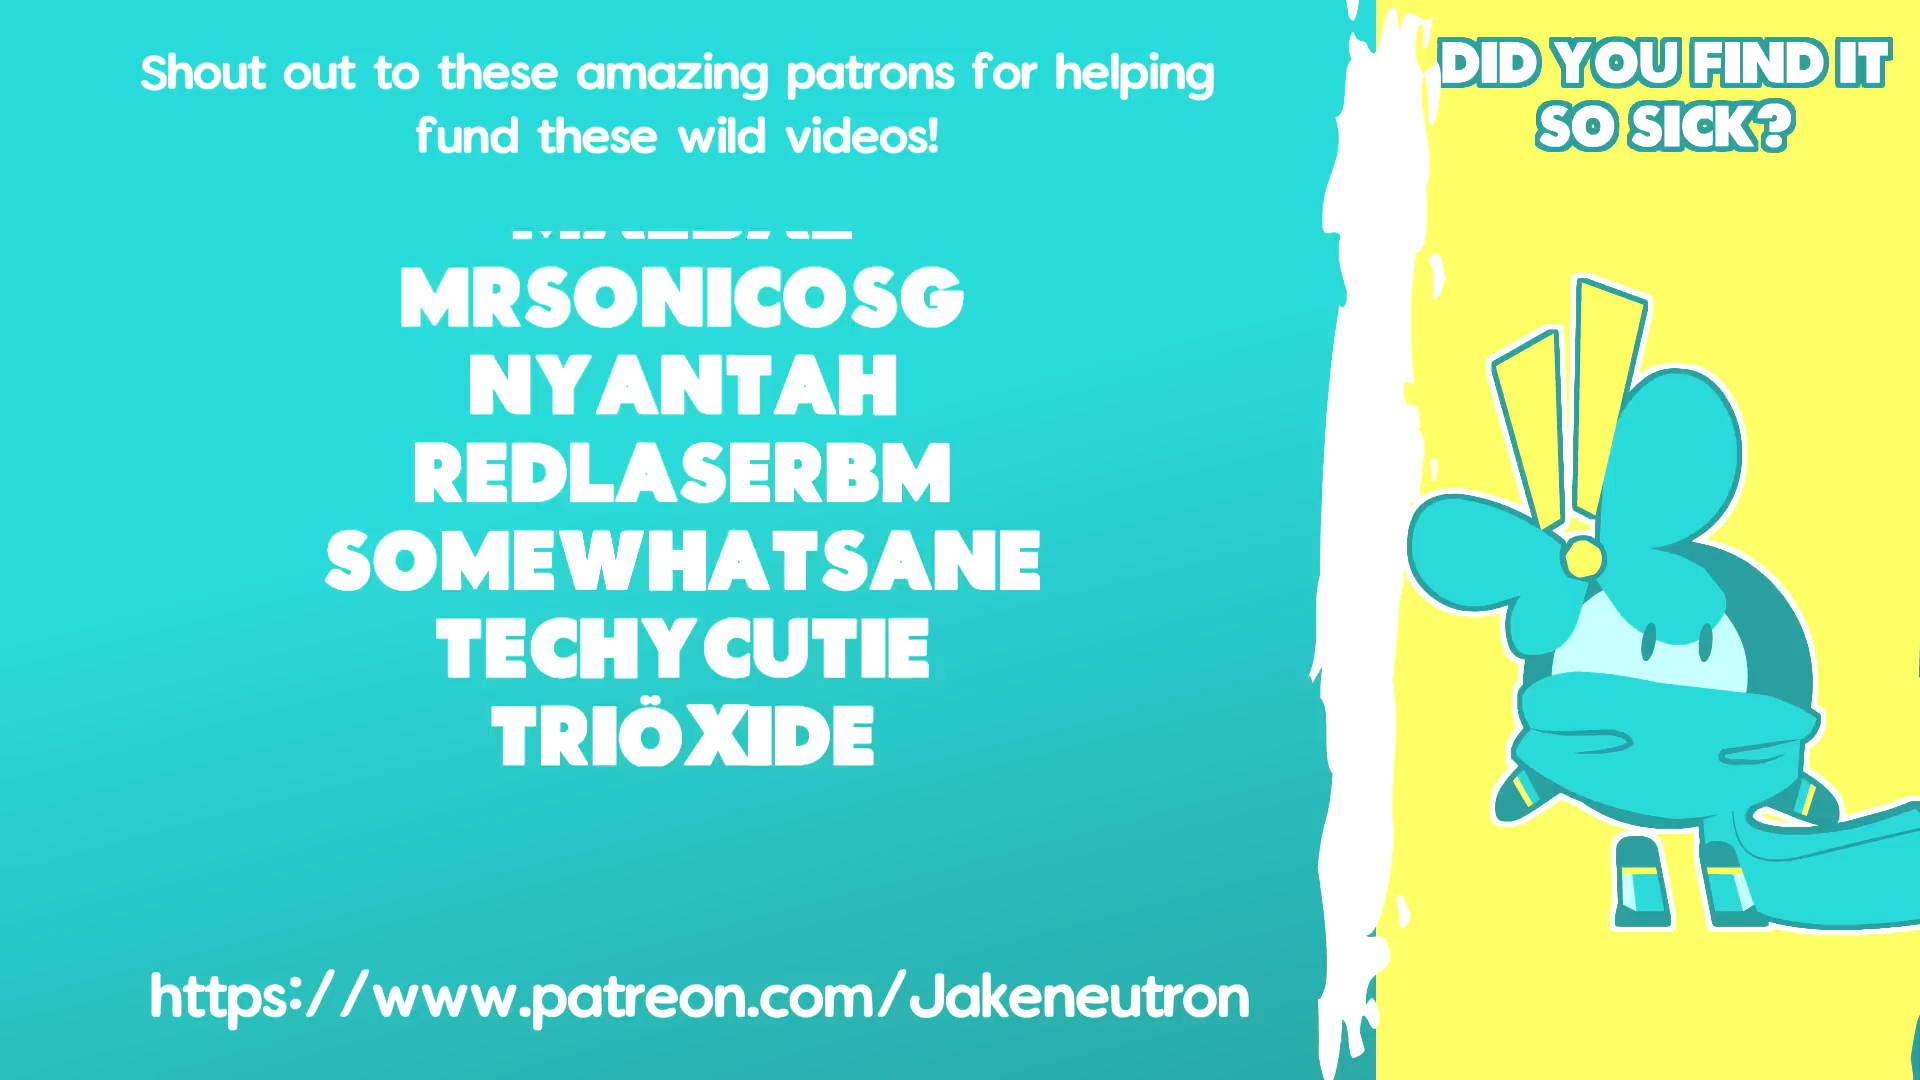 Shout out to these amazing patrons for helping
fund these wild videos!
MRSONICOSG
NYANTAH
REDLASERBM
SOMEWHATSANE
TECHYCUTIE
TRIÖXIDE
https://www.patreon.com/Jakeneutron
DID YOU FIND IT
SO SICK?